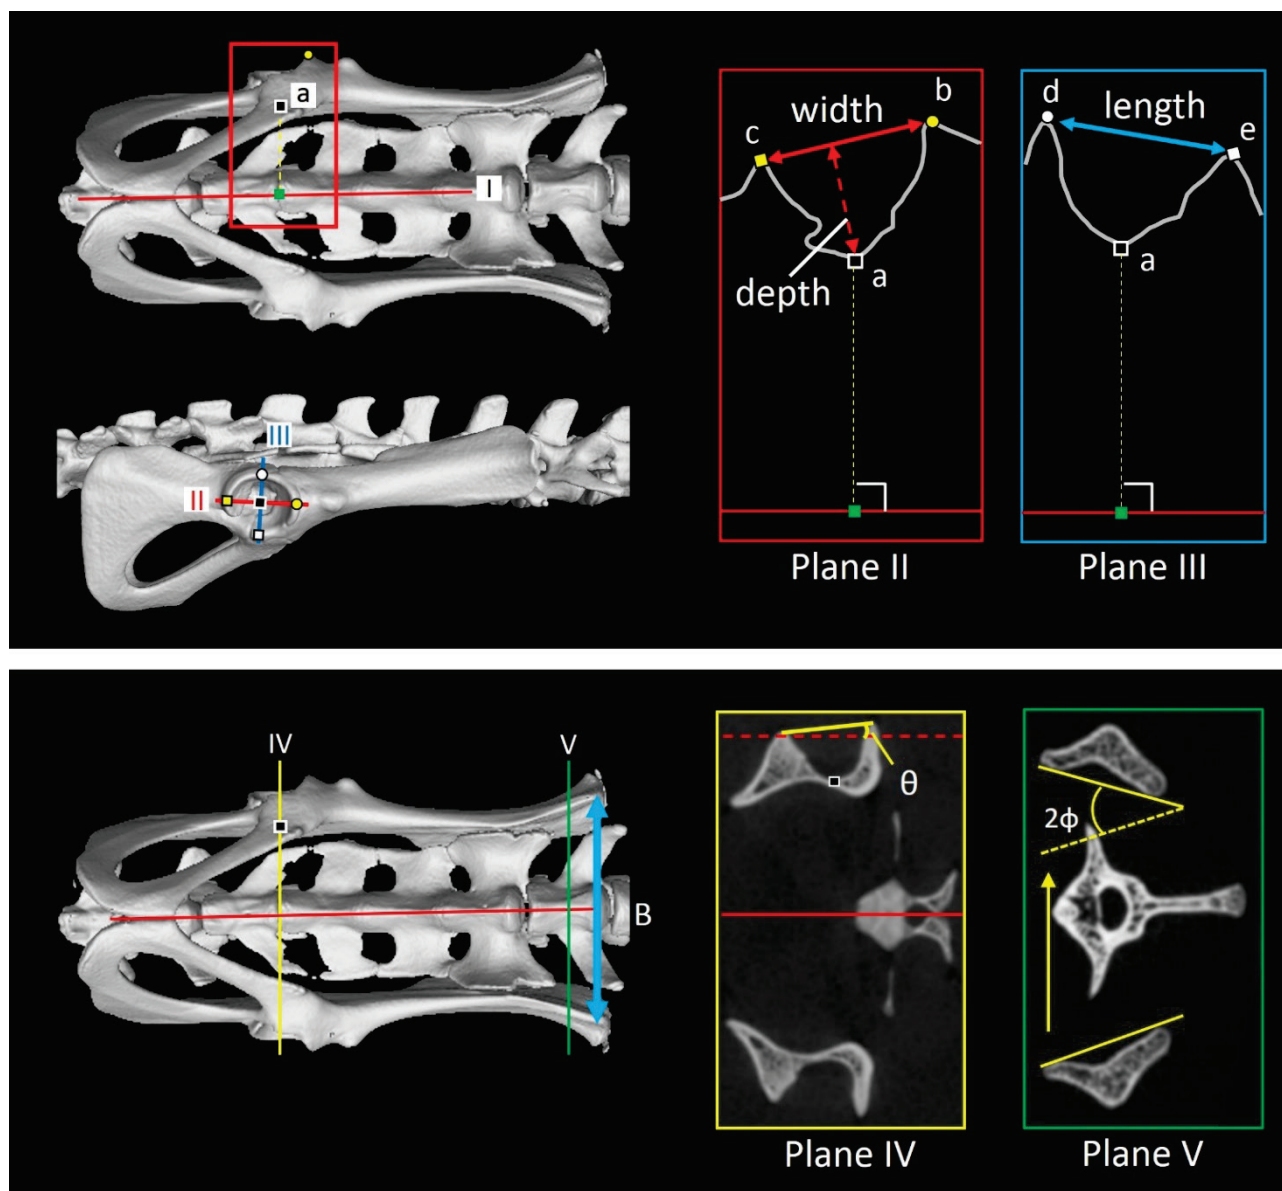 a
I
III
II
width
b
c
depth
a
Plane II
d
length
e
a
Plane III
IV
V
B
θ
Plane IV
2ϕ
Plane V